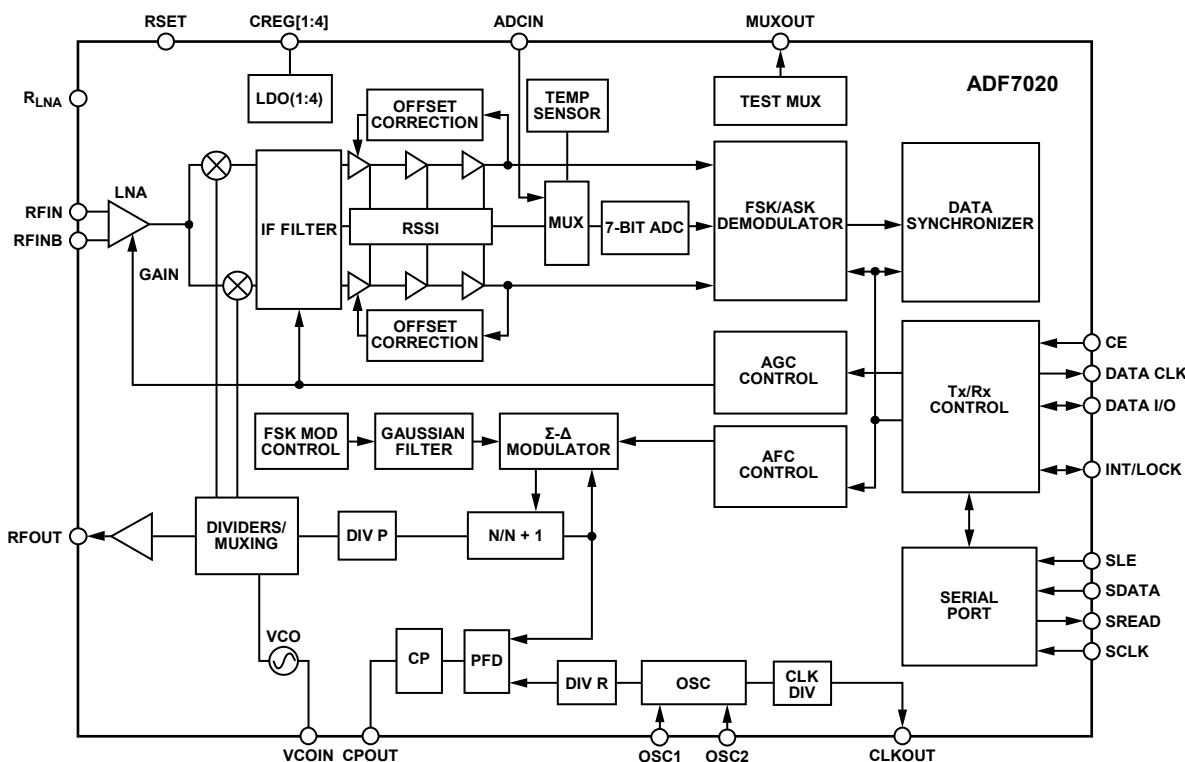 RSET
CREG[1:4]
ADCIN
MUXOUT
RLNA
LDO(1:4)
OFFSET
CORRECTION
TEMP
SENSOR
TEST MUX
ADF7020
LNA
RFIN
RFINB
GAIN
IF FILTER
RSSI
MUX
7-BIT ADC
FSK/ASK
DEMODULATOR
DATA
SYNCHRONIZER
OFFSET
CORRECTION
AGC
CONTROL
Tx/Rx
CONTROL
CE
DATA CLK
DATA I/O
INT/LOCK
FSK MOD
CONTROL
GAUSSIAN
FILTER
Σ-Δ
MODULATOR
AFC
CONTROL
RFOUT
DIVIDERS/
MUXING
DIV P
N/N + 1
SERIAL
PORT
SLE
SDATA
SREAD
SCLK
VCO
CP
PFD
DIV R
OSC
CLK
DIV
VCOIN
CPOUT
OSC1
OSC2
CLKOUT